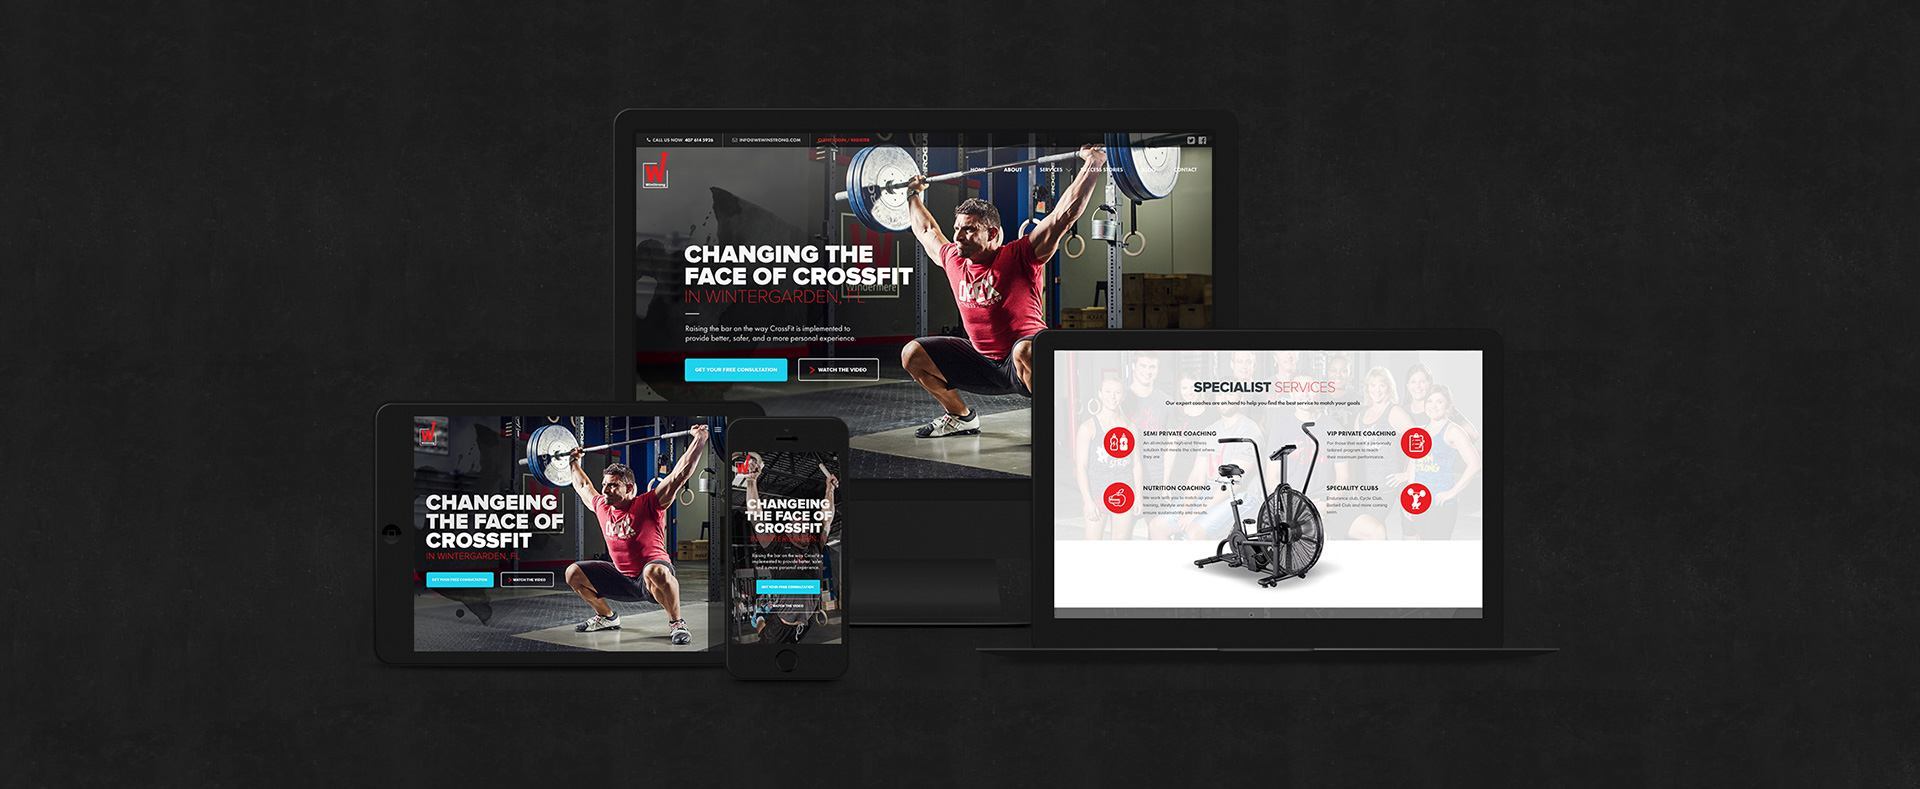 CALL US NOW 407 614 5926
INFO@WEWINSTRONG.COM
CLIENT LOGIN / REGISTER
W
WinStrong
HOME
ABOUT
SERVICES
SUCCESS STORIES
CONTACT
ROGUE
CHANGING THE
FACE OF CROSSFIT
IN WINTERGARDEN, FL
Windermere
Raising the bar on the way CrossFit is implemented to
provide better, safer, and a more personal experience.
GET YOUR FREE CONSULTATION
WATCH THE VIDEO
W
ROGUE
CHANGEING
THE FACE OF
CROSSFIT
IN WINTERGARDEN, FL
GET YOUR FREE CONSULTATION
WATCH THE VIDEO
W
CHANGEING
THE FACE OF
CROSSFIT
IN WINTERGARDEN, FL
Raising the bar on the way CrossFit is
implemented to provide better, safer,
and a more personal experience.
GET YOUR FREE CONSULTATION
WATCH THE VIDEO
SPECIALIST SERVICES
Our expert coaches are on hand to help you find the best service to match your goals
SEMI PRIVATE COACHING
An all-inclusive high-end fitness
solution that meets the client where
they are.
NUTRITION COACHING
We work with you to match up your
training, lifestyle and nutrition to
ensure sustainability and results.
VIP PRIVATE COACHING
For those that want a personally
tailored program to reach
their maximum performance.
SPECIALITY CLUBS
Endurance club, Cycle Club,
Barbell Club and more coming
soon.